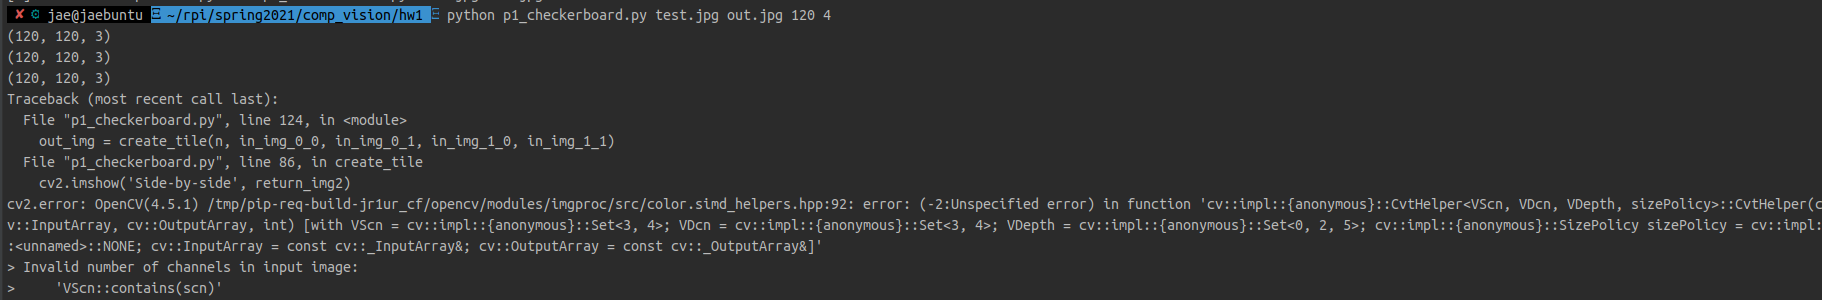 ✘ ⚙ jae@jaebuntu ~/rpi/spring2021/comp_vision/hw1 python p1_checkerboard.py test.jpg out.jpg 120 4
(120, 120, 3)
(120, 120, 3)
(120, 120, 3)
Traceback (most recent call last):
  File "p1_checkerboard.py", line 124, in <module>
    out_img = create_tile(n, in_img_0_0, in_img_0_1, in_img_1_0, in_img_1_1)
  File "p1_checkerboard.py", line 86, in create_tile
    cv2.imshow('Side-by-side', return_img2)
cv2.error: OpenCV(4.5.1) /tmp/pip-req-build-jr1ur_cf/opencv/modules/imgproc/src/color.simd_helpers.hpp:92: error: (-2:Unspecified error) in function 'cv::impl::{anonymous}::CvtHelper<VScn, VDcn, VDepth, sizePolicy>::CvtHelper(c
v::InputArray, cv::OutputArray, int) [with VScn = cv::impl::{anonymous}::Set<3, 4>; VDcn = cv::impl::{anonymous}::Set<3, 4>; VDepth = cv::impl::{anonymous}::Set<0, 2, 5>; cv::impl::{anonymous}::SizePolicy sizePolicy = cv::impl:
:<unnamed>::NONE; cv::InputArray = const cv::_InputArray&; cv::OutputArray = const cv::_OutputArray&]'
> Invalid number of channels in input image:
>     'VScn::contains(scn)'